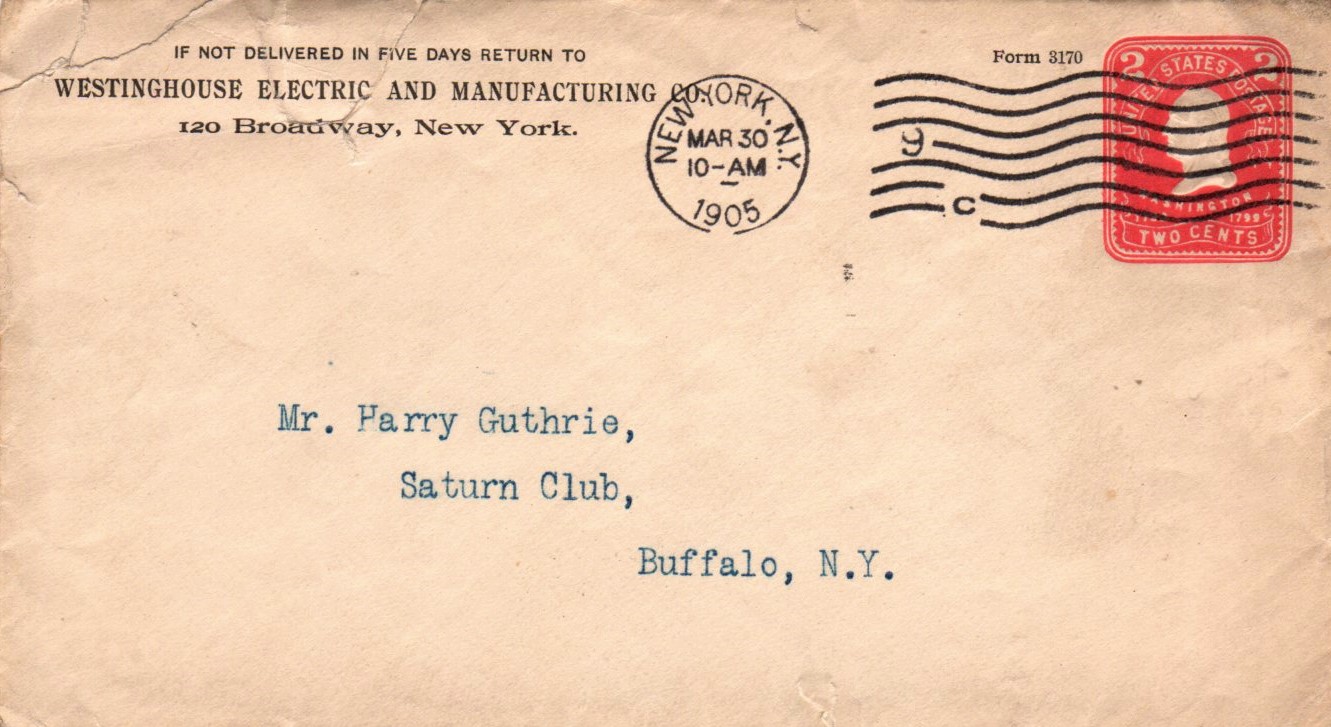 IF NOT DELIVERED IN FIVE DAYS RETURN TO
WESTINGHOUSE ELECTRIC AND MANUFACTURING CO.
120 Broadway, New York.
NEW YORK, N.Y.
MAR 30
10-AM
1905
9
C
Form 3170
2 2
UNITED STATES POSTAGE
WASHINGTON
1799
TWO CENTS
Mr. Harry Guthrie,
Saturn Club,
Buffalo, N.Y.